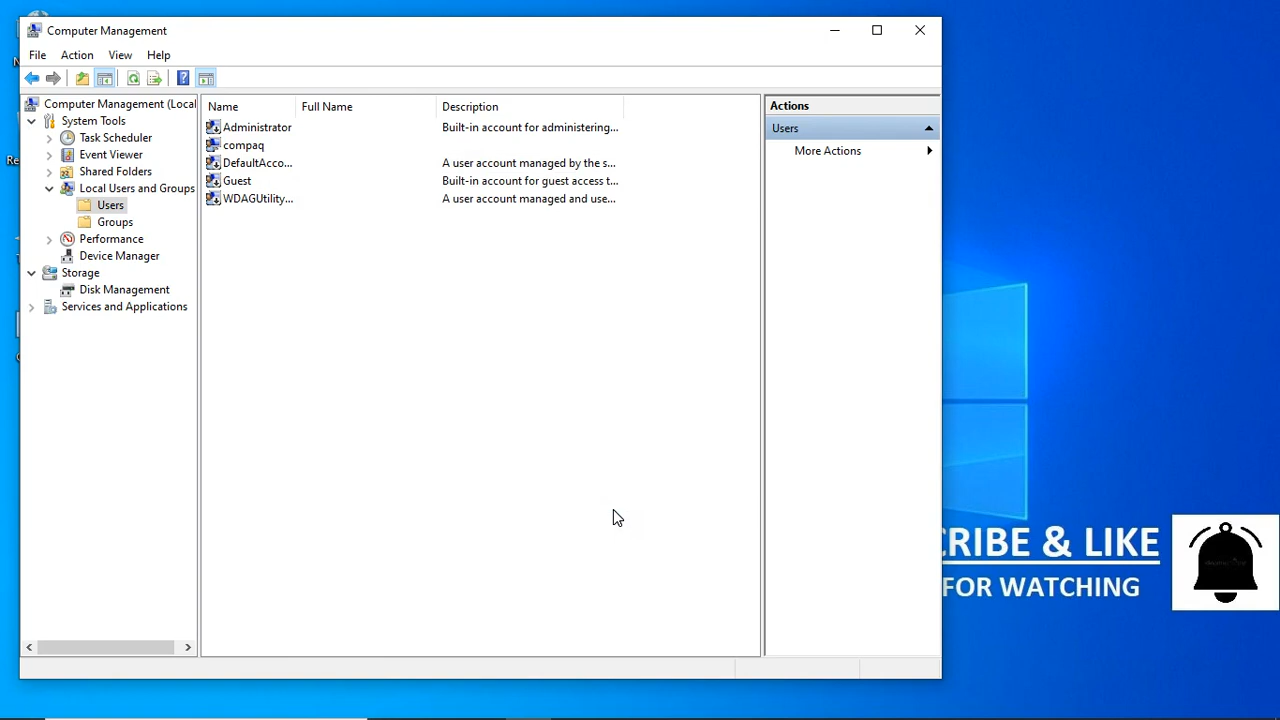 Computer Management
File Action View Help
Computer Management (Local
System Tools
Task Scheduler
Event Viewer
Shared Folders
Local Users and Groups
Users
Groups
Performance
Device Manager
Storage
Disk Management
Services and Applications
Name Full Name Description
Administrator Built-in account for administering...
compaq
DefaultAcco... A user account managed by the s...
Guest Built-in account for guest access t...
WDAGUtility... A user account managed and use...
Actions
Users
More Actions
CRIBE & LIKE
FOR WATCHING